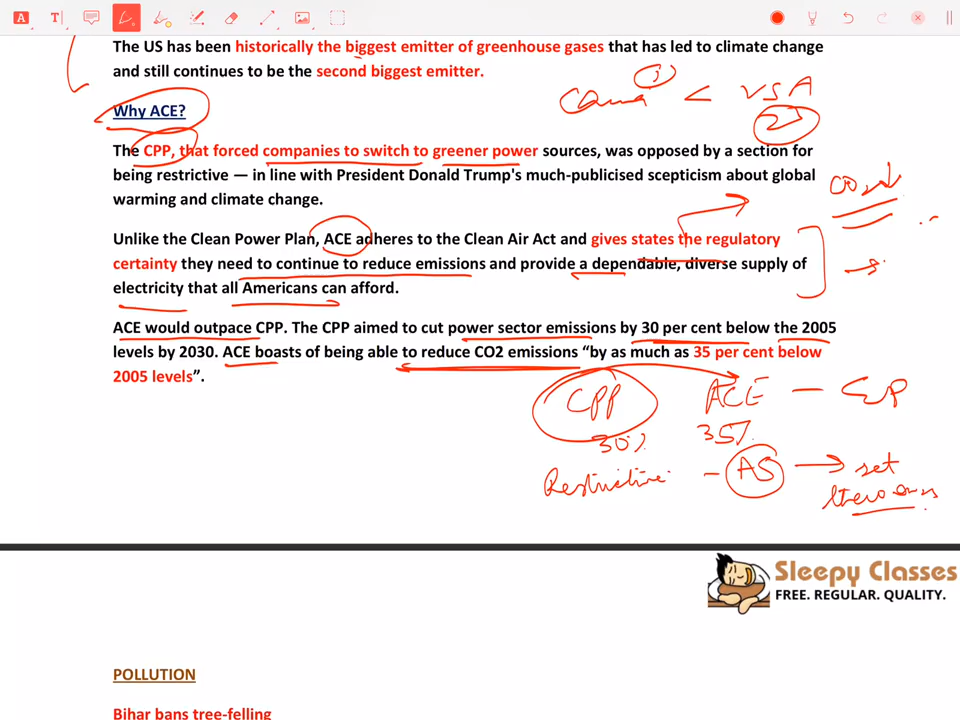 The US has been historically the biggest emitter of greenhouse gases that has led to climate change
and still continues to be the second biggest emitter.
1
< USA
2
Why ACE?
The CPP, that forced companies to switch to greener power sources, was opposed by a section for
being restrictive — in line with President Donald Trump's much-publicised scepticism about global
warming and climate change.
Unlike the Clean Power Plan, ACE adheres to the Clean Air Act and gives states the regulatory
certainty they need to continue to reduce emissions and provide a dependable, diverse supply of
electricity that all Americans can afford.
ACE would outpace CPP. The CPP aimed to cut power sector emissions by 30 per cent below the 2005
levels by 2030. ACE boasts of being able to reduce CO2 emissions “by as much as 35 per cent below
2005 levels”.
CPP ACE —
30% 35%
Restrictive - AS → set
Sleepy Classes
FREE. REGULAR. QUALITY.
POLLUTION
Bihar bans tree-felling